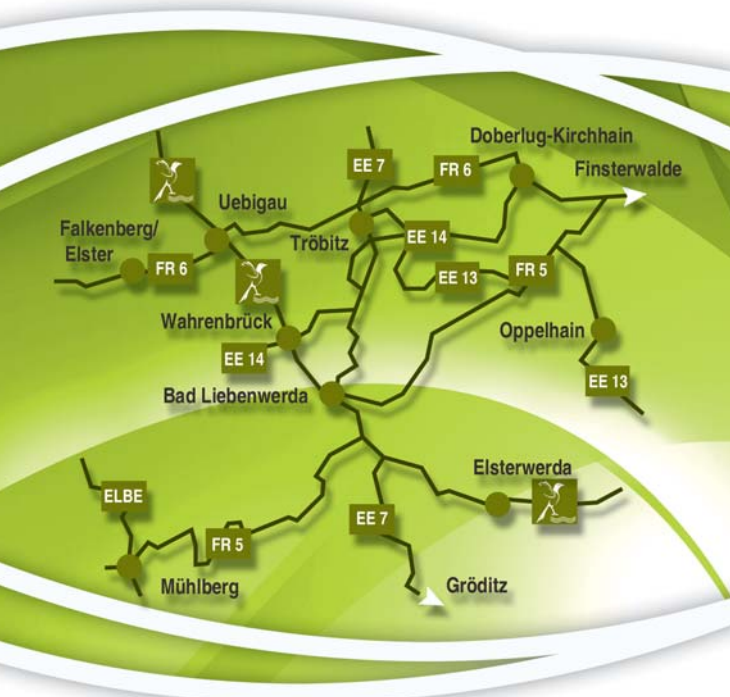 Doberlug-Kirchhain
EE 7
FR 6
Finsterwalde
Uebigau
Falkenberg/
Elster
Tröbitz
EE 14
FR 6
EE 13
FR 5
Wahrenbrück
Oppelhain
EE 14
EE 13
Bad Liebenwerda
Elsterwerda
ELBE
EE 7
FR 5
Mühlberg
Gröditz